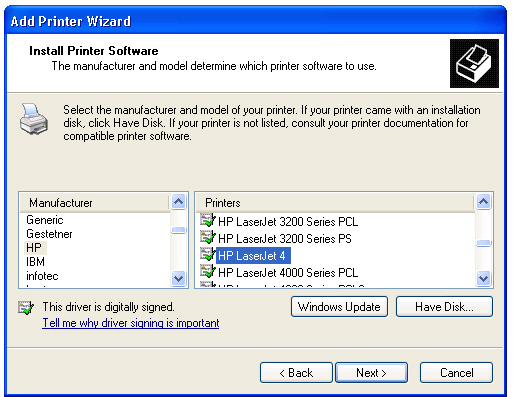 Add Printer Wizard
Install Printer Software
The manufacturer and model determine which printer software to use.
Select the manufacturer and model of your printer. If your printer came with an installation
disk, click Have Disk. If your printer is not listed, consult your printer documentation for
compatible printer software.
Manufacturer
Generic
Gestetner
HP
IBM
infotec
Printers
HP LaserJet 3200 Series PCL
HP LaserJet 3200 Series PS
HP LaserJet 4
HP LaserJet 4000 Series PCL
This driver is digitally signed.
Tell me why driver signing is important
Windows Update
Have Disk...
< Back
Next >
Cancel